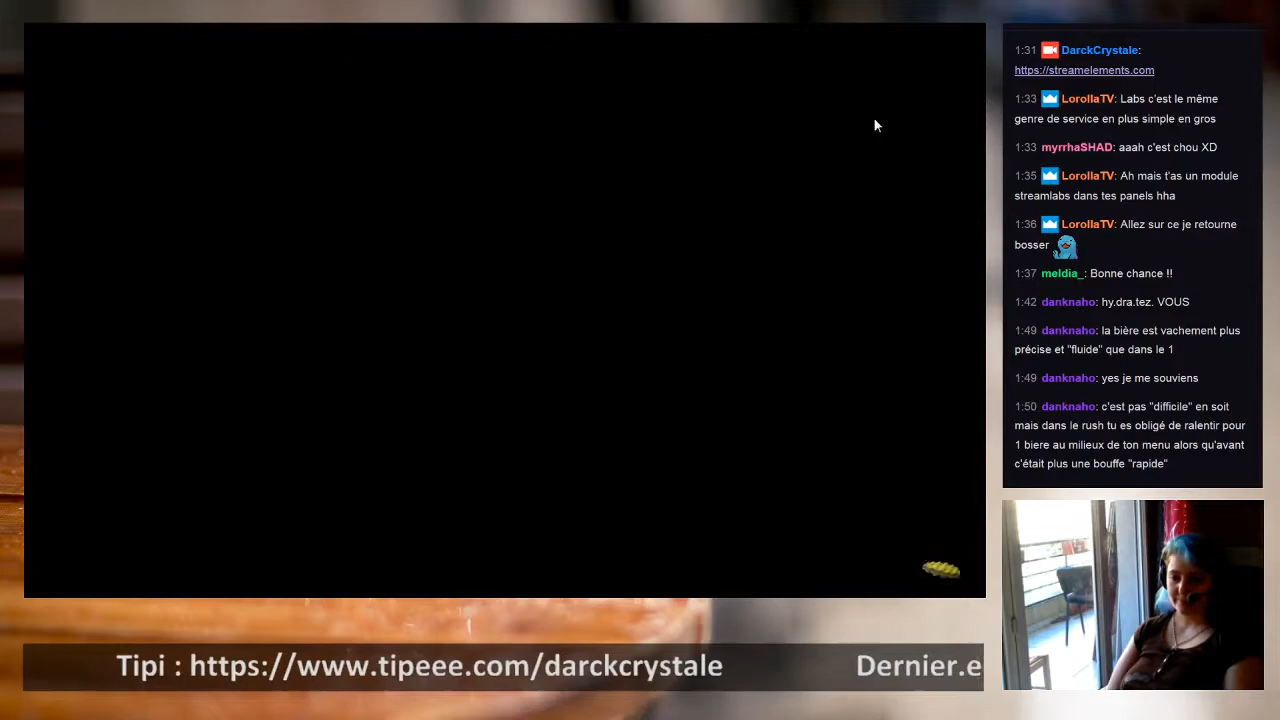 1:31 DarckCrystale:
https://streamelements.com
1:33 LorollaTV: Labs c'est le même
genre de service en plus simple en gros
1:33 myrrhaSHAD: aaah c'est chou XD
1:35 LorollaTV: Ah mais t'as un module
streamlabs dans tes panels hha
1:36 LorollaTV: Allez sur ce je retourne
bosser
1:37 meldia_: Bonne chance !!
1:42 danknaho: hy.dra.tez. VOUS
1:49 danknaho: la bière est vachement plus
précise et "fluide" que dans le 1
1:49 danknaho: yes je me souviens
1:50 danknaho: c'est pas "difficile" en soit
mais dans le rush tu es obligé de ralentir pour
1 biere au milieu de ton menu alors qu'avant
c'était plus une bouffe "rapide"
Tipi : https://www.tipeee.com/darckcrystale Dernier.e